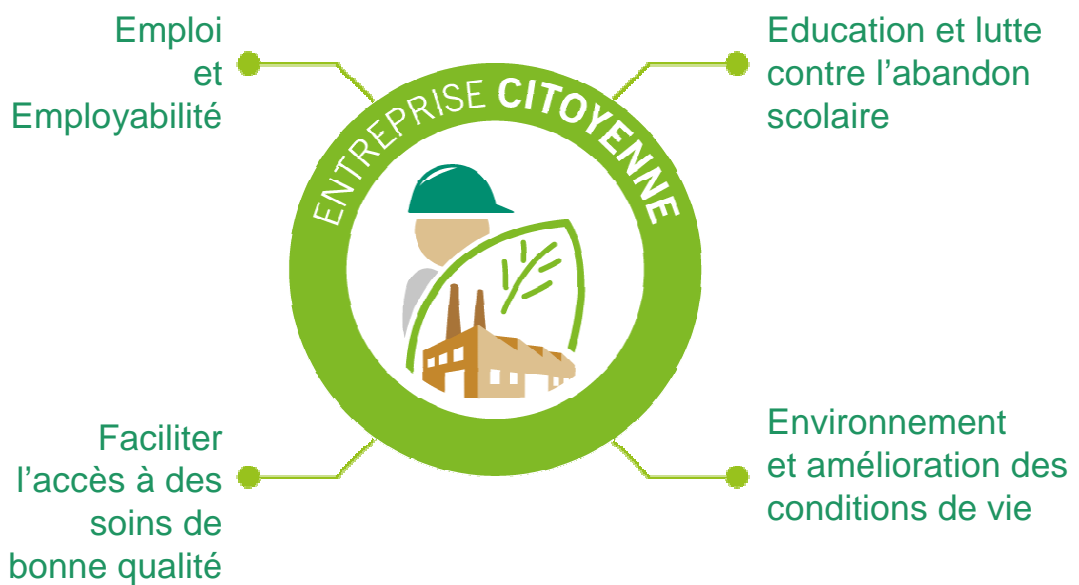 Emploi
et
Employabilité
Education et lutte
contre l’abandon
scolaire
ENTREPRISE CITOYENNE
Faciliter
l’accès à des
soins de
bonne qualité
Environnement
et amélioration des
conditions de vie